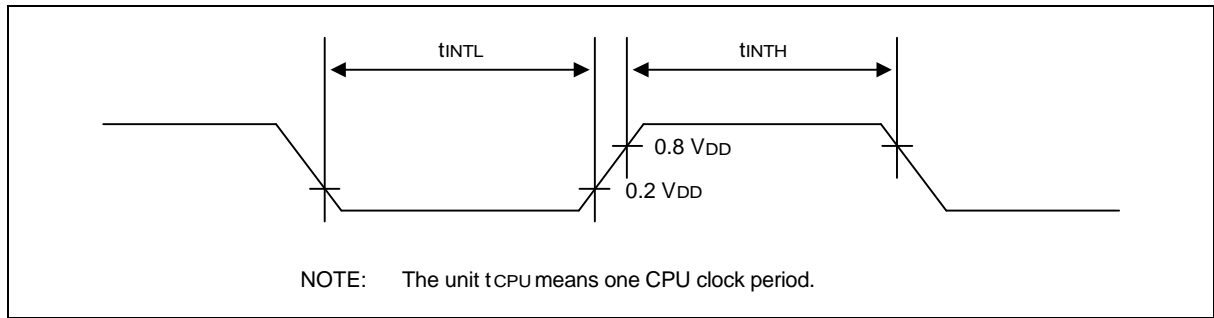 tINTL tINTH
0.8 VDD
0.2 VDD
NOTE: The unit tCPU means one CPU clock period.